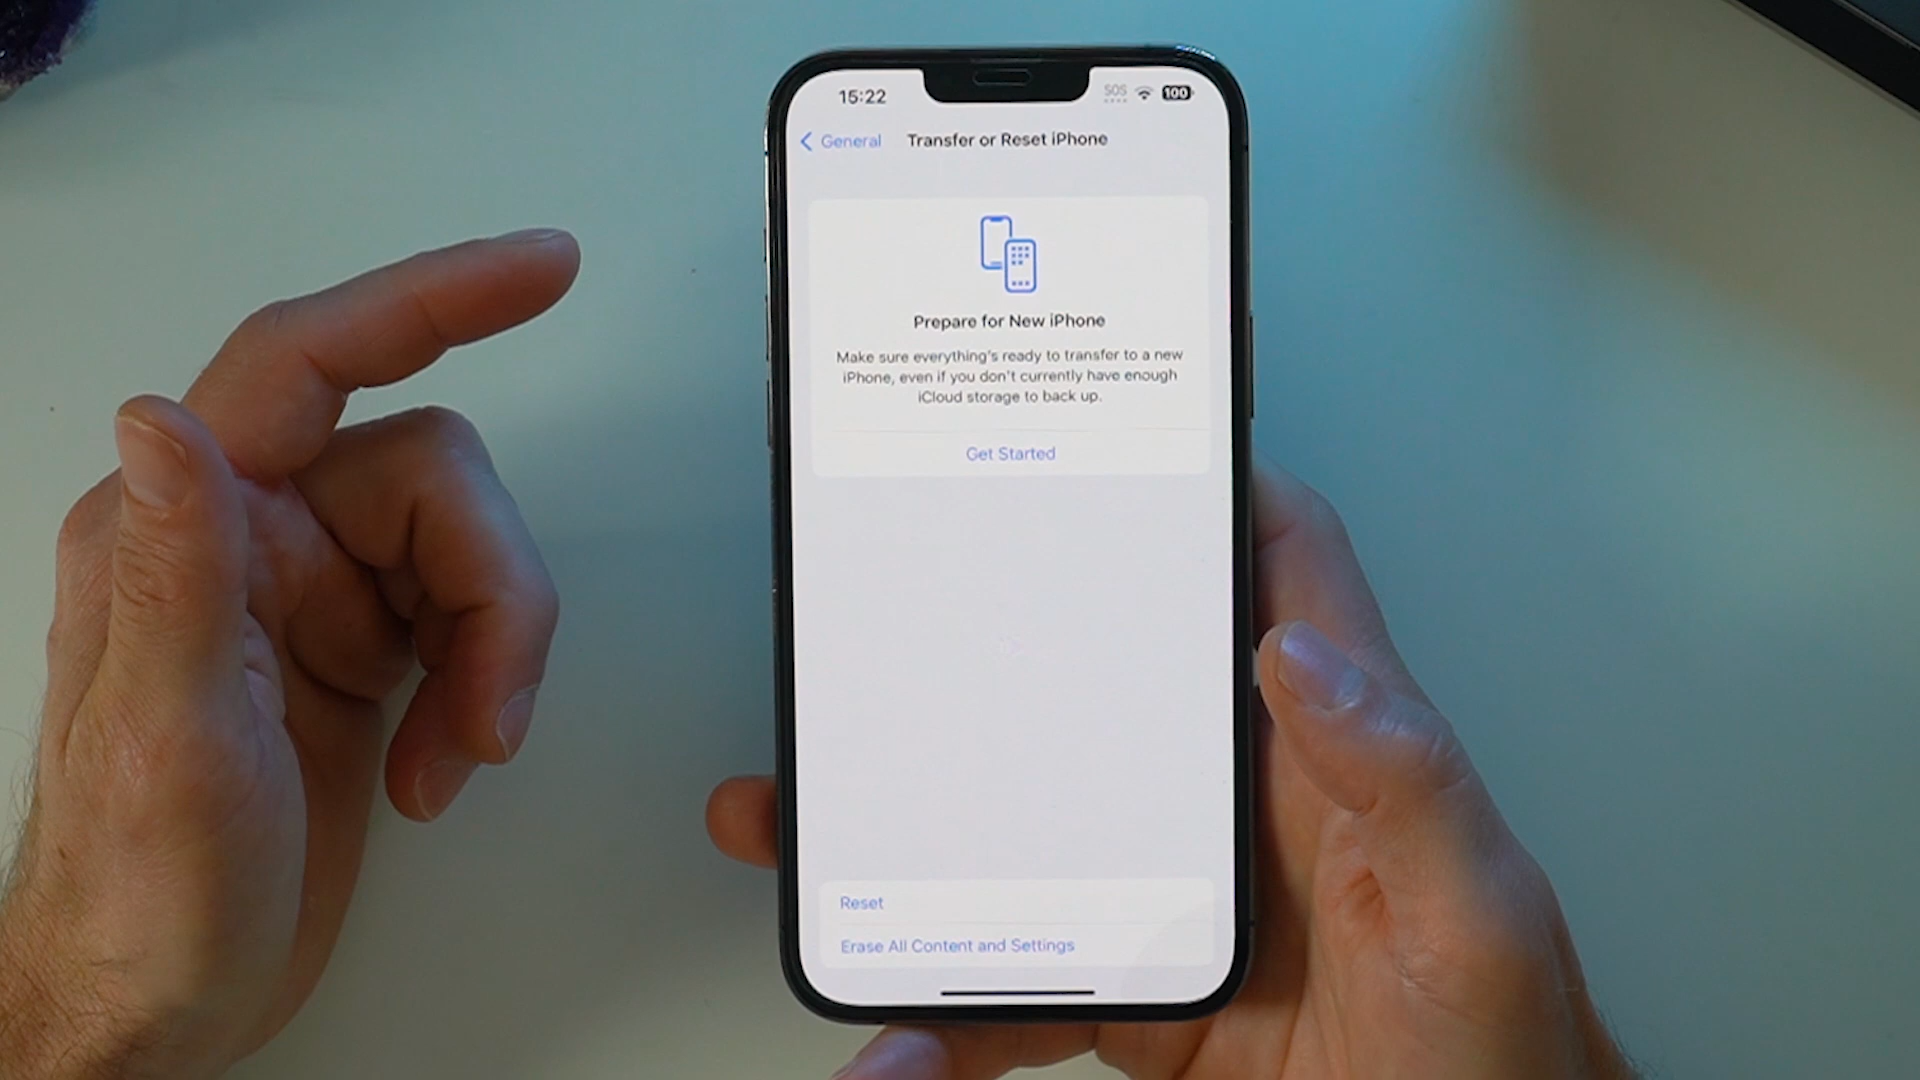 15:22
SOS
100
General
Transfer or Reset iPhone
Prepare for New iPhone
Make sure everything's ready to transfer to a new
iPhone, even if you don't currently have enough
iCloud storage to back up.
Get Started
Reset
Erase All Content and Settings